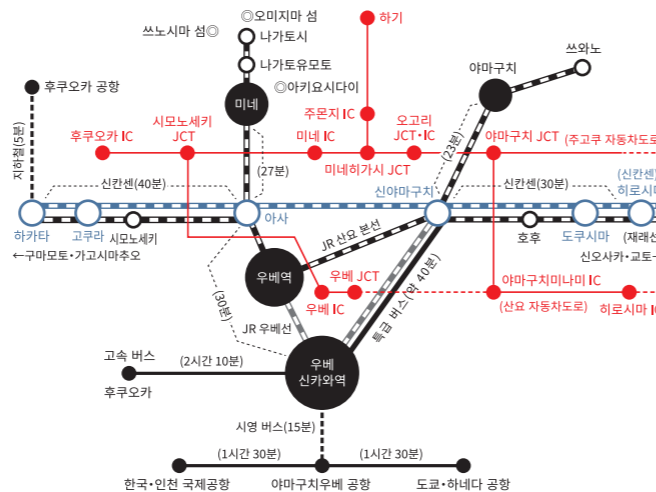 ◎오미지마 섬
쓰노시마 섬◎
나가토시
나가토유모토
◎아키요시다이
미네
하기
쓰와노
야마구치
후쿠오카 공항
지하철(5분)
시모노세키
JCT
후쿠오카 IC
주몬지 IC
미네 IC
오고리
JCT•IC
미네히가시 JCT
야마구치 JCT
(주고쿠 자동차도로)
(27분)
(23분)
신칸센(40분)
신야마구치
신칸센(30분)
(신칸센)
히로시마
하카타
고쿠라
시모노세키
아사
호후
도쿠시마
(재래선
←구마모토•가고시마추오
신오사카•교토→
JR 산요 본선
우베역
우베 JCT
우베 IC
야마구치미나미 IC
(산요 자동차도로)
히로시마 IC
(30분)
JR 우베선
특급 버스(약 40분)
우베
신카와역
고속 버스
(2시간 10분)
후쿠오카
시영 버스(15분)
(1시간 30분)
(1시간 30분)
한국•인천 국제공항
야마구치우베 공항
도쿄•하네다 공항